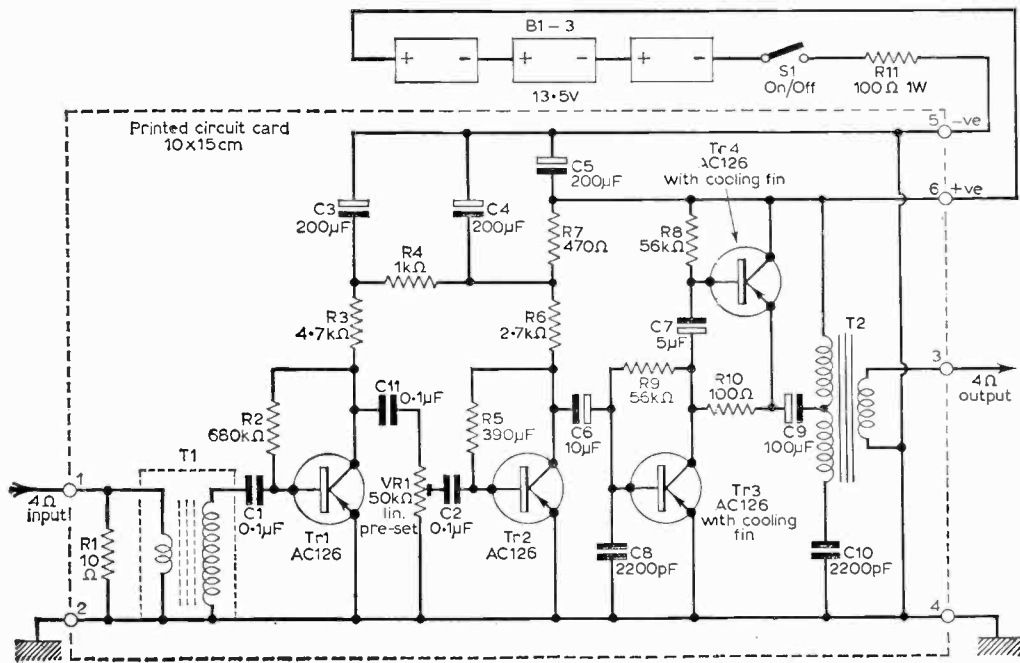 B1-3
+ - + - + -
13·5V
S1
On/Off
R11
100Ω 1W
Printed circuit card
10x15cm
5 -ve
6 +ve
C3
200μF
C4
200μF
C5
200μF
Tr4
AC126
with cooling fin
R7
470Ω
R8
56kΩ
R4
1kΩ
R3
4·7kΩ
R6
2·7kΩ
C7
5μF
T2
3
4Ω
output
C11
0·1μF
R9
56kΩ
R10
100Ω
R2
680kΩ
R5
390μF
C6
10μF
C9
100μF
T1
1
4Ω
input
R1
10
Ω
C1
0·1μF
Tr1
AC126
VR1
50kΩ
lin.
pre-set
C2
0·1μF
Tr2
AC126
Tr3
AC126
with cooling
fin
C8
2200pF
C10
2200pF
2
4